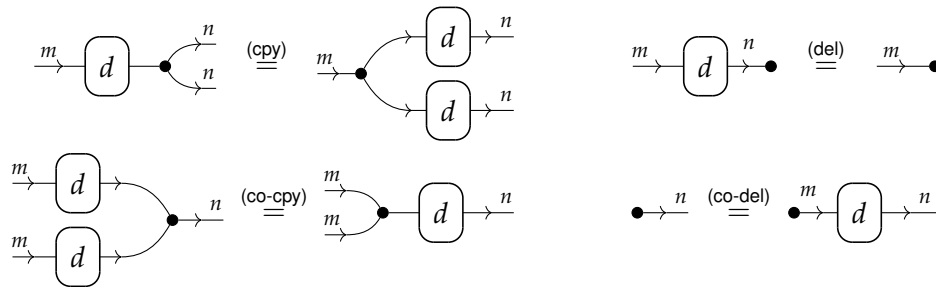 m d n n (cpy) = m d n d n
m d n (del) = m
m d m d n (co-cpy) = m m d n
n (co-del) = m d n